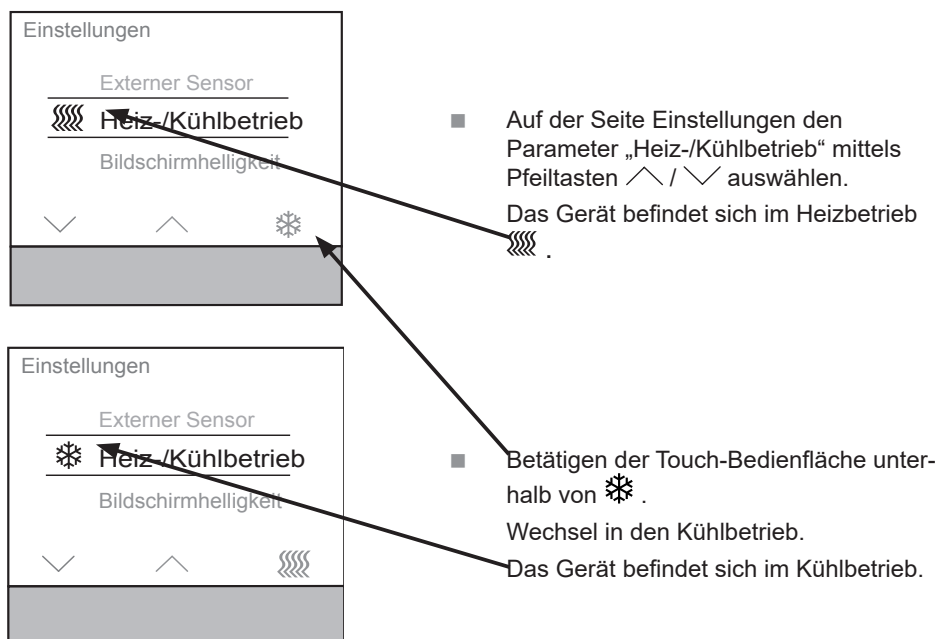 Einstellungen
Externer Sensor
Heiz-/Kühlbetrieb
Bildschirmhelligkeit
Auf der Seite Einstellungen den
Parameter „Heiz-/Kühlbetrieb“ mittels
Pfeiltasten / auswählen.
Das Gerät befindet sich im Heizbetrieb
.
Einstellungen
Externer Sensor
Heiz-/Kühlbetrieb
Bildschirmhelligkeit
Betätigen der Touch-Bedienfläche unter-
halb von .
Wechsel in den Kühlbetrieb.
Das Gerät befindet sich im Kühlbetrieb.